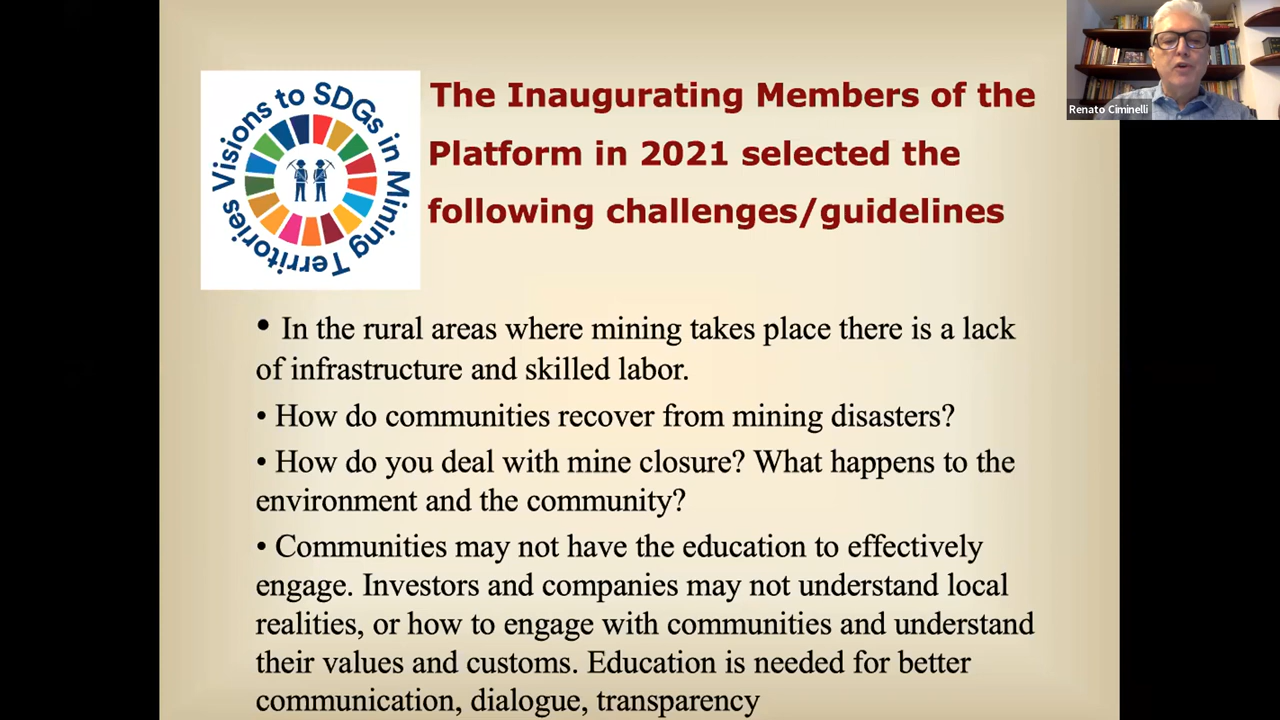 Visions to SDGs in Mining Territories
The Inaugurating Members of the
Platform in 2021 selected the
following challenges/guidelines
Renato Ciminelli
• In the rural areas where mining takes place there is a lack
of infrastructure and skilled labor.
• How do communities recover from mining disasters?
• How do you deal with mine closure? What happens to the
environment and the community?
• Communities may not have the education to effectively
engage. Investors and companies may not understand local
realities, or how to engage with communities and understand
their values and customs. Education is needed for better
communication, dialogue, transparency